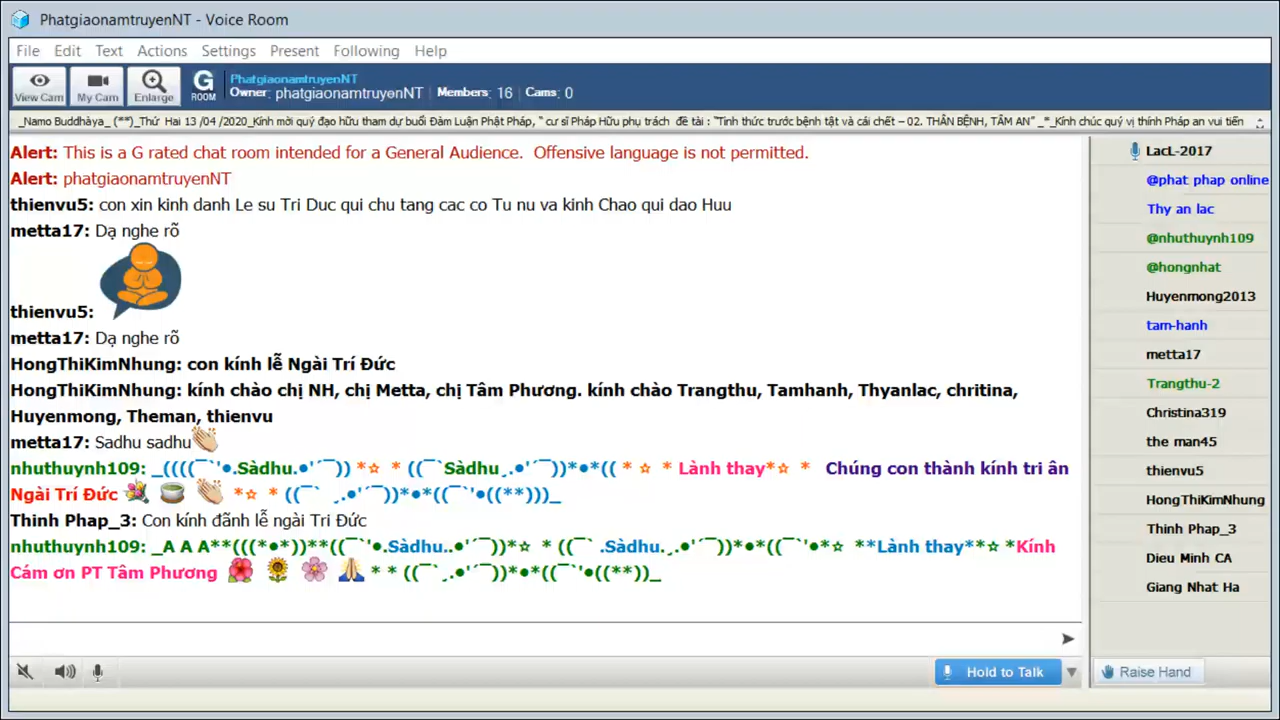 PhatgiaonamtruyenNT - Voice Room
File Edit Text Actions Settings Present Following Help
View Cam My Cam Enlarge G ROOM
PhatgiaonamtruyenNT
Owner: phatgiaonamtruyenNT Members: 16 Cams: 0
_Namo Buddhàya_ (**)_Thứ Hai 13 /04 /2020_Kính mời quý đạo hữu tham dự buổi Đàm Luận Phật Pháp, " cư sĩ Pháp Hữu phụ trách đề tài : "Tỉnh thức trước bệnh tật và cái chết – 02. THÂN BỆNH, TÂM AN" _*_Kính chúc quý vị thính Pháp an vui tiến
Alert: This is a G rated chat room intended for a General Audience. Offensive language is not permitted.
Alert: phatgiaonamtruyenNT
thienvu5: con xin kinh danh Le su Tri Duc qui chu tang cac co Tu nu va kinh Chao qui dao Huu
metta17: Dạ nghe rõ
thienvu5:
metta17: Dạ nghe rõ
HongThiKimNhung: con kính lễ Ngài Trí Đức
HongThiKimNhung: kính chào chị NH, chị Metta, chị Tâm Phương. kính chào Trangthu, Tamhanh, Thyanlac, chritina,
Huyenmong, Theman, thienvu
metta17: Sadhu sadhu👏
nhuthuynh109: _((((¯`'●.Sàdhu.●'´¯)) *☆ * ((¯`Sàdhu¸.●'´¯))*●*(( * ☆ * Lành thay*☆ * Chúng con thành kính tri ân
Ngài Trí Đức 💐 🍵 👏 *☆ * ((¯` ¸.●'´¯))*●*((¯`'●((**)))_
Thinh Phap_3: Con kính đãnh lễ ngài Tri Đức
nhuthuynh109: _A A A**(((*●*))**((¯`'●.Sàdhu..●'´¯))*☆ * ((¯` .Sàdhu.¸.●'´¯))*●*((¯`'●*☆ **Lành thay**☆ *Kính
Cám ơn PT Tâm Phương 🌺 🌻 🌸 🙏 * * ((¯`¸.●'´¯))*●*((¯`'●((**))_
Hold to Talk
LacL-2017
@phat phap online
Thy an lac
@nhuthuynh109
@hongnhat
Huyenmong2013
tam-hanh
metta17
Trangthu-2
Christina319
the man45
thienvu5
HongThiKimNhung
Thinh Phap_3
Dieu Minh CA
Giang Nhat Ha
Raise Hand